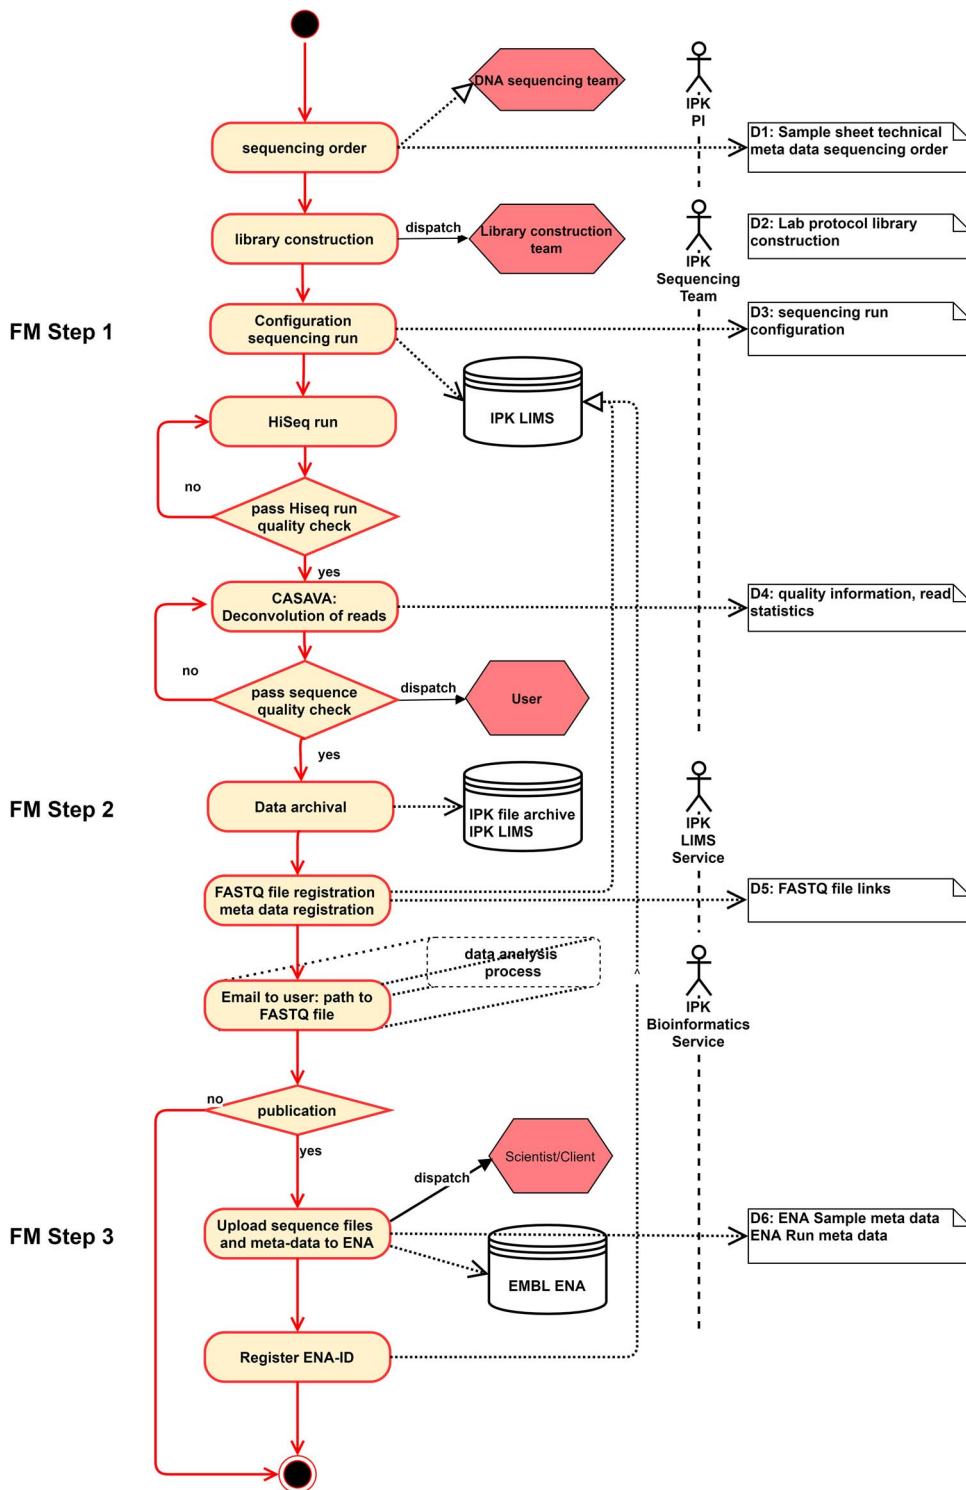 DNA sequencing team
IPK
PI
sequencing order
D1: Sample sheet technical
meta data sequencing order
library construction
dispatch
Library construction
team
IPK
Sequencing
Team
D2: Lab protocol library
construction
FM Step 1
Configuration
sequencing run
D3: sequencing run
configuration
IPK LIMS
HiSeq run
no
pass Hiseq run
quality check
yes
CASAVA:
Deconvolution of reads
D4: quality information, read
statistics
no
pass sequence
quality check
dispatch
User
yes
FM Step 2
Data archival
IPK file archive
IPK LIMS
IPK
LIMS
Service
FASTQ file registration
meta data registration
D5: FASTQ file links
data analysis
process
Email to user: path to
FASTQ file
IPK
Bioinformatics
Service
no
publication
yes
Scientist/Client
dispatch
FM Step 3
Upload sequence files
and meta-data to ENA
D6: ENA Sample meta data
ENA Run meta data
EMBL ENA
Register ENA-ID